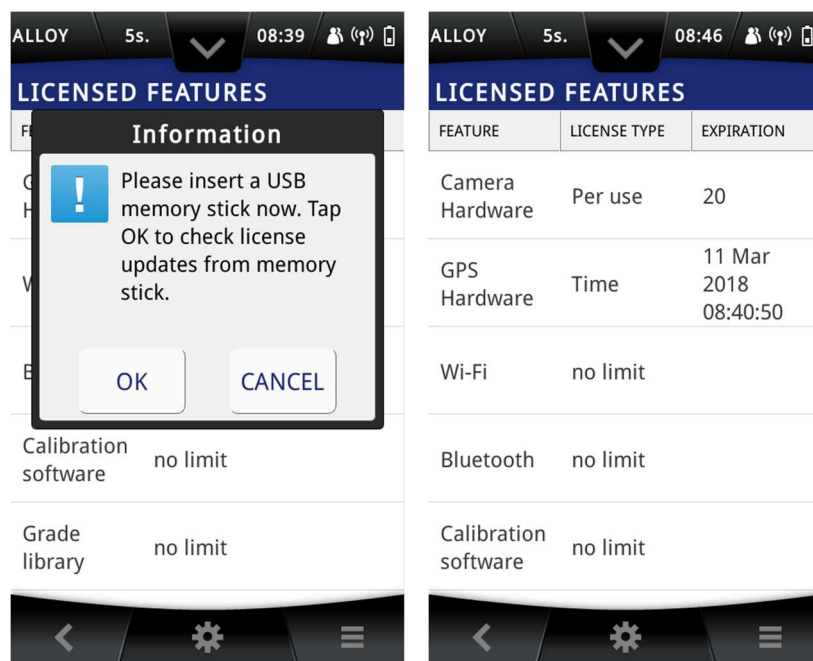 ALLOY 5s. 08:39
LICENSED FEATURES
Information
Please insert a USB
memory stick now. Tap
OK to check license
updates from memory
stick.
OK CANCEL
Calibration
software
no limit
Grade
library
no limit
ALLOY 5s. 08:46
LICENSED FEATURES
FEATURE LICENSE TYPE EXPIRATION
Camera
Hardware
Per use
20
GPS
Hardware
Time
11 Mar
2018
08:40:50
Wi-Fi no limit
Bluetooth no limit
Calibration
software
no limit